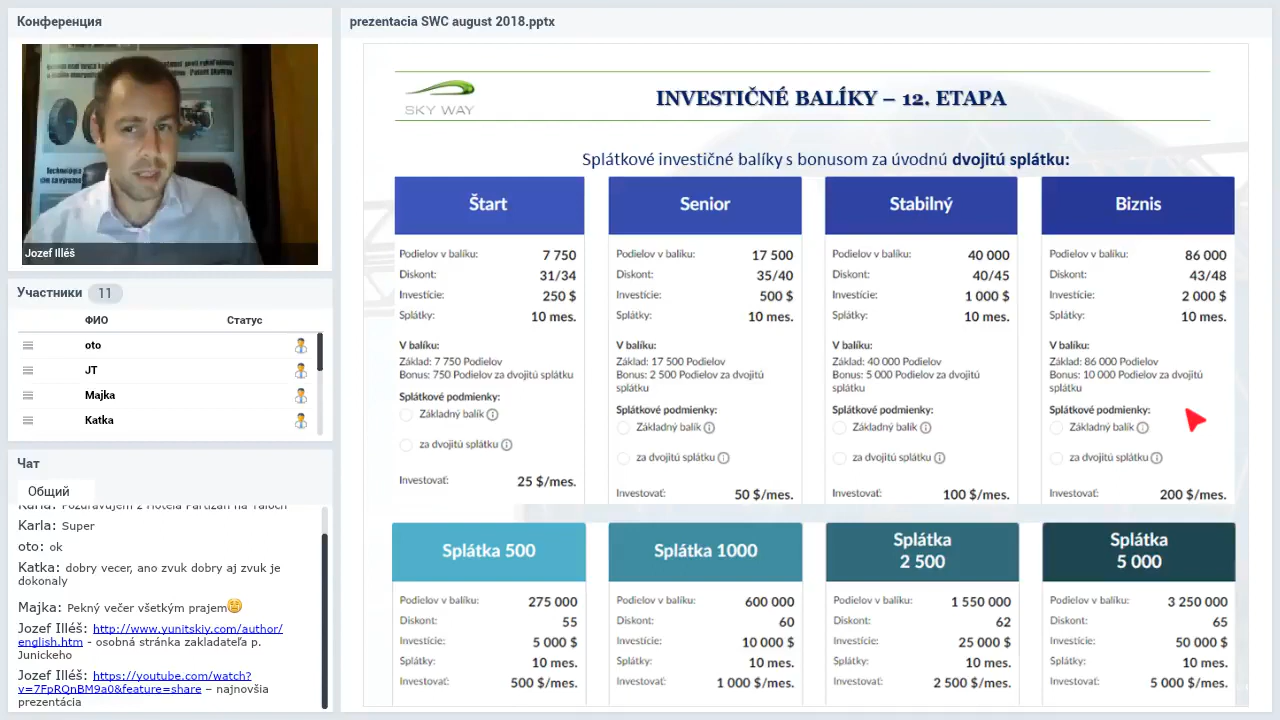 Конференция
Jozef Illéš
Участники 11
ФИО Статус
oto
JT
Majka
Katka
Чат
Общий
Karla: Pozdravujem z Hotela Partizán na Táľoch
Karla: Super
oto: ok
Katka: dobry vecer, ano zvuk dobry aj zvuk je
dokonaly
Majka: Pekný večer všetkým prajem
Jozef Illéš: http://www.yunitskiy.com/author/
english.htm - osobná stránka zakladateľa p.
Junickeho
Jozef Illéš: https://youtube.com/watch?
v=7FpRQnBM9a0&feature=share – najnovšia
prezentácia
prezentacia SWC august 2018.pptx
SKY WAY
INVESTIČNÉ BALÍKY – 12. ETAPA
Splátkové investičné balíky s bonusom za úvodnú dvojitú splátku:
Štart
Podielov v balíku: 7 750
Diskont: 31/34
Investície: 250 $
Splátky: 10 mes.
V balíku:
Základ: 7 750 Podielov
Bonus: 750 Podielov za dvojitú splátku
Splátkové podmienky:
Základný balík
za dvojitú splátku
Investovať: 25 $/mes.
Senior
Podielov v balíku: 17 500
Diskont: 35/40
Investície: 500 $
Splátky: 10 mes.
V balíku:
Základ: 17 500 Podielov
Bonus: 2 500 Podielov za dvojitú
splátku
Splátkové podmienky:
Základný balík
za dvojitú splátku
Investovať: 50 $/mes.
Stabilný
Podielov v balíku: 40 000
Diskont: 40/45
Investície: 1 000 $
Splátky: 10 mes.
V balíku:
Základ: 40 000 Podielov
Bonus: 5 000 Podielov za dvojitú
splátku
Splátkové podmienky:
Základný balík
za dvojitú splátku
Investovať: 100 $/mes.
Biznis
Podielov v balíku: 86 000
Diskont: 43/48
Investície: 2 000 $
Splátky: 10 mes.
V balíku:
Základ: 86 000 Podielov
Bonus: 10 000 Podielov za dvojitú
splátku
Splátkové podmienky:
Základný balík
za dvojitú splátku
Investovať: 200 $/mes.
Splátka 500
Podielov v balíku: 275 000
Diskont: 55
Investície: 5 000 $
Splátky: 10 mes.
Investovať: 500 $/mes.
Splátka 1000
Podielov v balíku: 600 000
Diskont: 60
Investície: 10 000 $
Splátky: 10 mes.
Investovať: 1 000 $/mes.
Splátka
2 500
Podielov v balíku: 1 550 000
Diskont: 62
Investície: 25 000 $
Splátky: 10 mes.
Investovať: 2 500 $/mes.
Splátka
5 000
Podielov v balíku: 3 250 000
Diskont: 65
Investície: 50 000 $
Splátky: 10 mes.
Investovať: 5 000 $/mes.